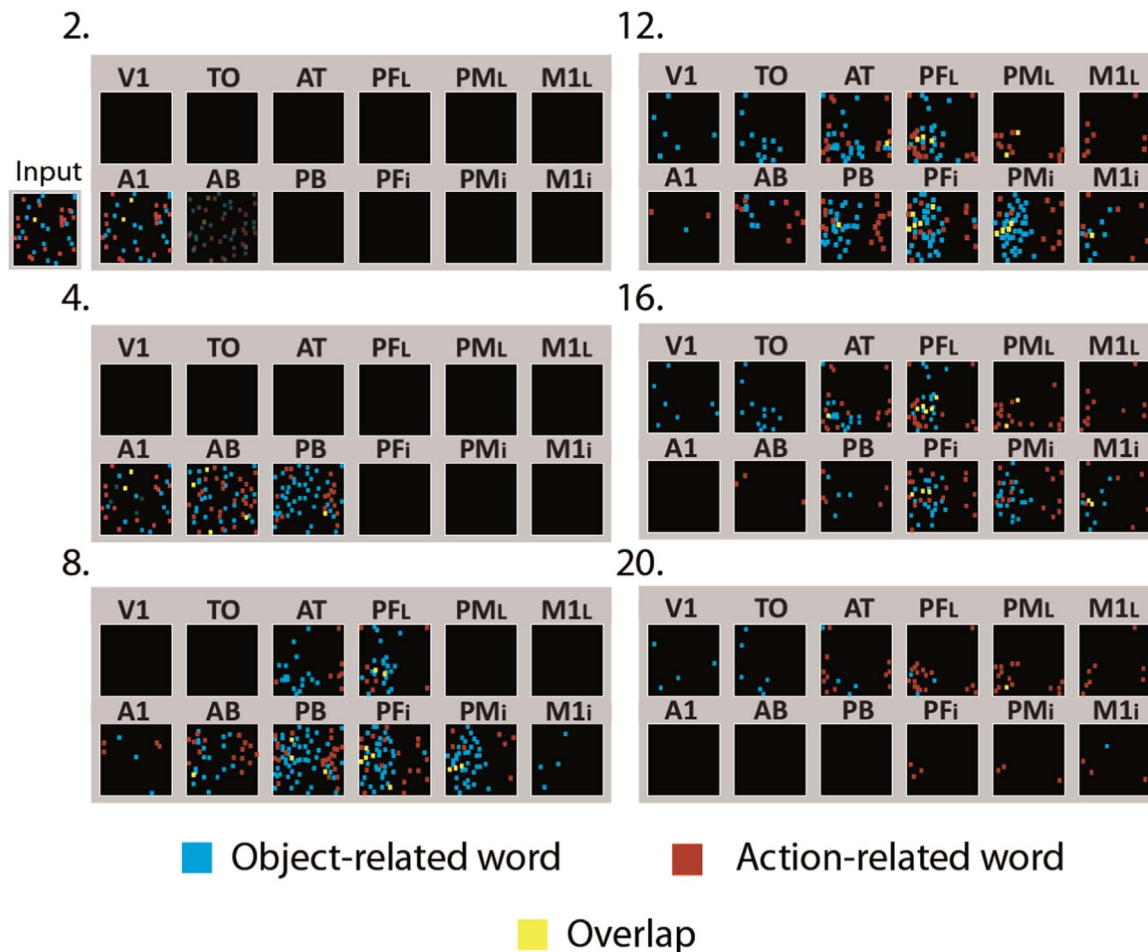 2.
V1 TO AT PFL PML M1L
Input
A1 AB PB PFi PMi M1i
4.
V1 TO AT PFL PML M1L
A1 AB PB PFi PMi M1i
8.
V1 TO AT PFL PML M1L
A1 AB PB PFi PMi M1i
12.
V1 TO AT PFL PML M1L
A1 AB PB PFi PMi M1i
16.
V1 TO AT PFL PML M1L
A1 AB PB PFi PMi M1i
20.
V1 TO AT PFL PML M1L
A1 AB PB PFi PMi M1i
Object-related word
Action-related word
Overlap